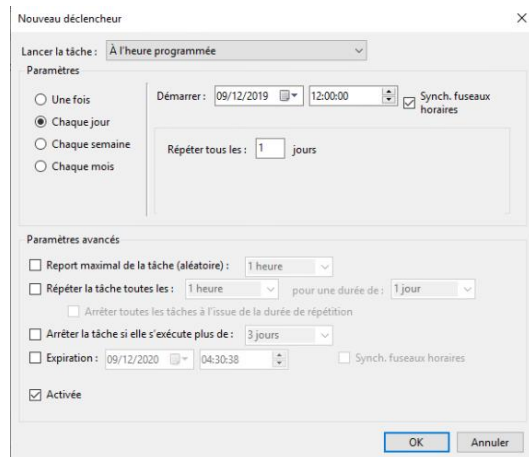 Nouveau déclencheur
Lancer la tâche : À l'heure programmée
Paramètres
Une fois
Chaque jour
Chaque semaine
Chaque mois
Démarrer : 09/12/2019 12:00:00 Synch. fuseaux
horaires
Répéter tous les : 1 jours
Paramètres avancés
Report maximal de la tâche (aléatoire) : 1 heure
Répéter la tâche toutes les : 1 heure pour une durée de : 1 jour
Arrêter toutes les tâches à l'issue de la durée de répétition
Arrêter la tâche si elle s'exécute plus de : 3 jours
Expiration : 09/12/2020 04:30:38 Synch. fuseaux horaires
Activée
OK Annuler